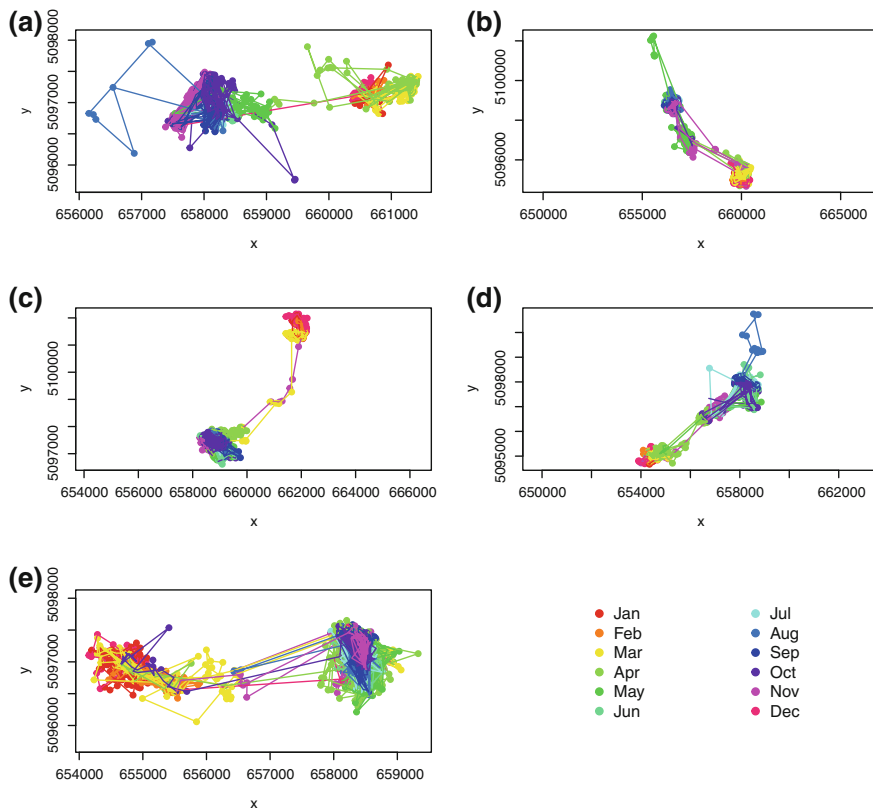 (a)
y
5096000 5097000 5098000
656000 657000 658000 659000 660000 661000
x
(b)
y
5096000 5100000
650000 655000 660000 665000
x
(c)
y
5097000 5100000
654000 656000 658000 660000 662000 664000 666000
x
(d)
y
5095000 5098000
650000 654000 658000 662000
x
(e)
y
5096000 5097000 5098000
654000 655000 656000 657000 658000 659000
x
Jan
Feb
Mar
Apr
May
Jun
Jul
Aug
Sep
Oct
Nov
Dec